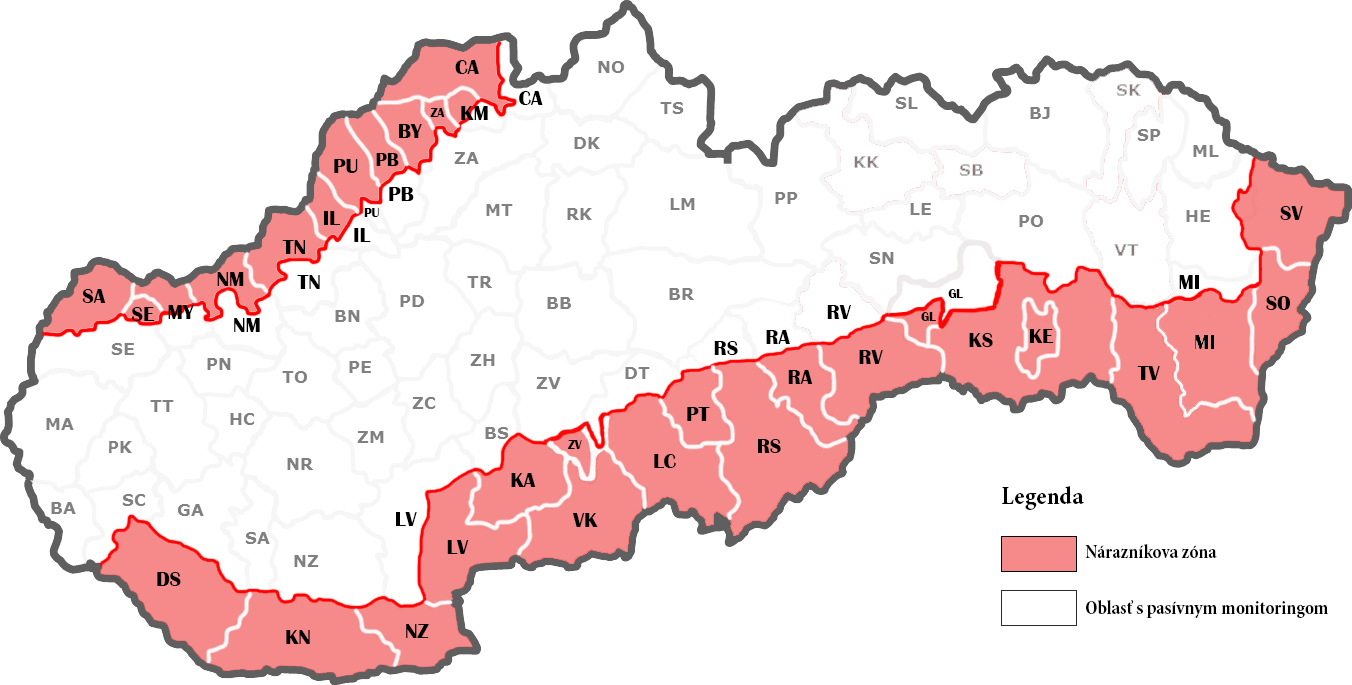 NO
CA
CA
TS
SK
SL
BJ
ZA
KM
BY
SP
DK
ML
ZA
PB
PU
KK
SB
PB
PP
LM
MT
RK
PU
IL
LE
SV
HE
PO
IL
TN
VT
SN
TN
NM
TR
MI
BR
GL
SA
PD
BB
SO
RV
SE
MY
BN
GL
NM
RA
KE
KS
MI
SE
RS
RV
PN
ZH
PE
DT
TV
TO
RA
ZV
ZC
TT
PT
HC
MA
BS
ZM
ZV
PK
RS
LC
NR
KA
Legenda
SC
BA
GA
LV
VK
SA
LV
Nárazníkova zóna
NZ
DS
Oblasť s pasívnym monitoringom
NZ
KN